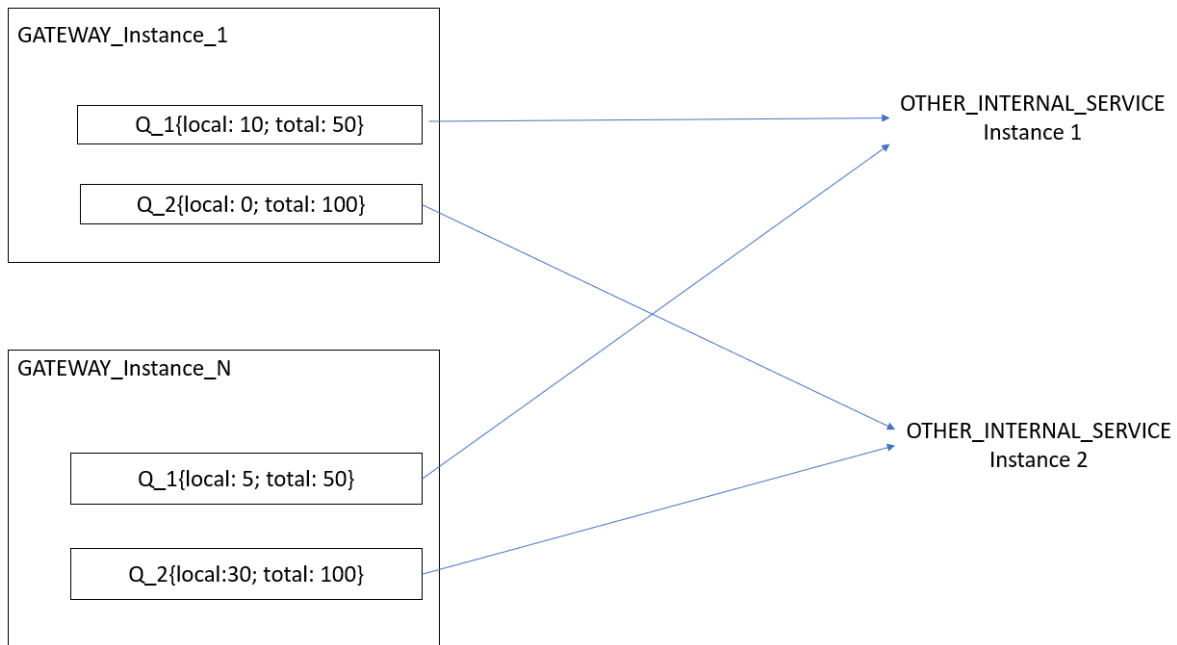 GATEWAY_Instance_1
Q_1{local: 10; total: 50}
Q_2{local: 0; total: 100}
OTHER_INTERNAL_SERVICE
Instance 1
GATEWAY_Instance_N
Q_1{local: 5; total: 50}
Q_2{local:30; total: 100}
OTHER_INTERNAL_SERVICE
Instance 2